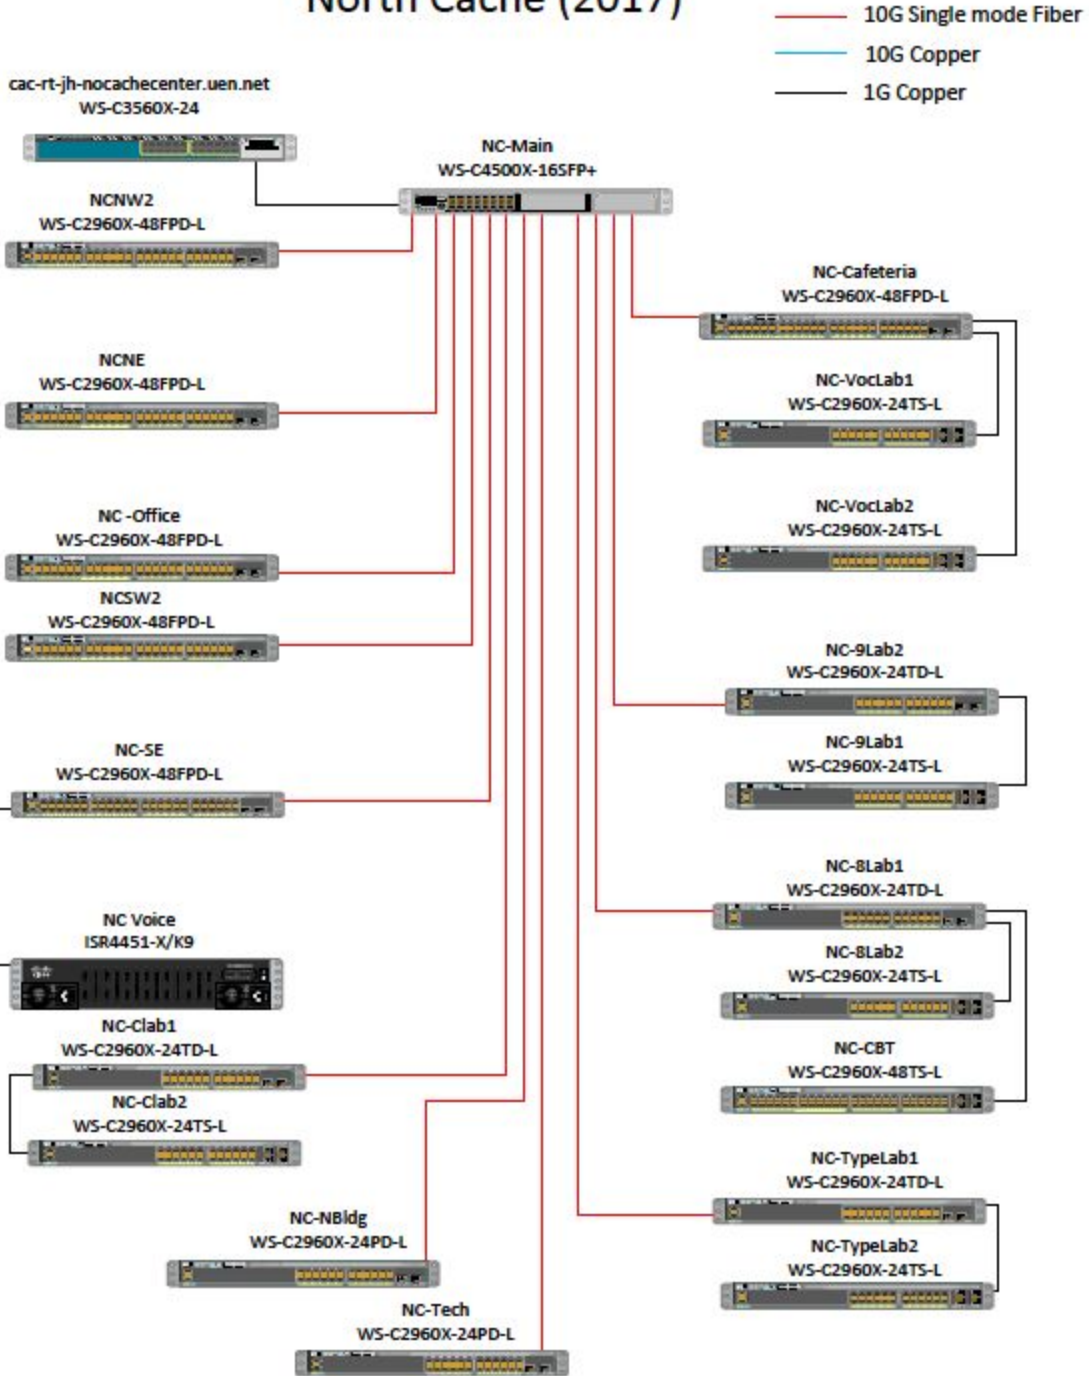 North Cache (2017)
10G Single mode Fiber
10G Copper
1G Copper
cac-rt-jh-nocachecenter.uen.net
WS-C3560X-24
NC-Main
WS-C4500X-16SFP+
NCNW2
WS-C2960X-48FPD-L
NCNE
WS-C2960X-48FPD-L
NC -Office
WS-C2960X-48FPD-L
NCSW2
WS-C2960X-48FPD-L
NC-SE
WS-C2960X-48FPD-L
NC Voice
ISR4451-X/K9
NC-Clab1
WS-C2960X-24TD-L
NC-Clab2
WS-C2960X-24TS-L
NC-NBldg
WS-C2960X-24PD-L
NC-Tech
WS-C2960X-24PD-L
NC-Cafeteria
WS-C2960X-48FPD-L
NC-VocLab1
WS-C2960X-24TS-L
NC-VocLab2
WS-C2960X-24TS-L
NC-9Lab2
WS-C2960X-24TD-L
NC-9Lab1
WS-C2960X-24TS-L
NC-8Lab1
WS-C2960X-24TD-L
NC-8Lab2
WS-C2960X-24TS-L
NC-CBT
WS-C2960X-48TS-L
NC-TypeLab1
WS-C2960X-24TD-L
NC-TypeLab2
WS-C2960X-24TS-L